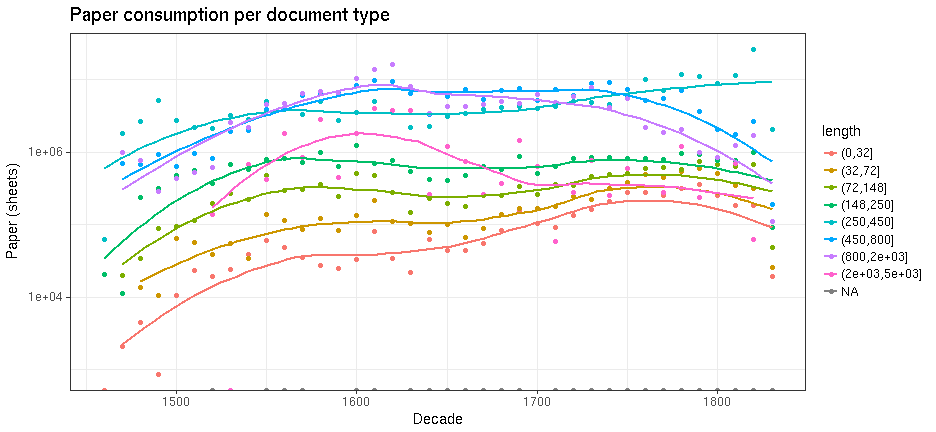 Paper consumption per document type
Paper (sheets)
1e+06
1e+04
1500
1600
1700
1800
Decade
length
(0,32]
(32,72]
(72,148]
(148,250]
(250,450]
(450,800]
(800,2e+03]
(2e+03,5e+03]
NA